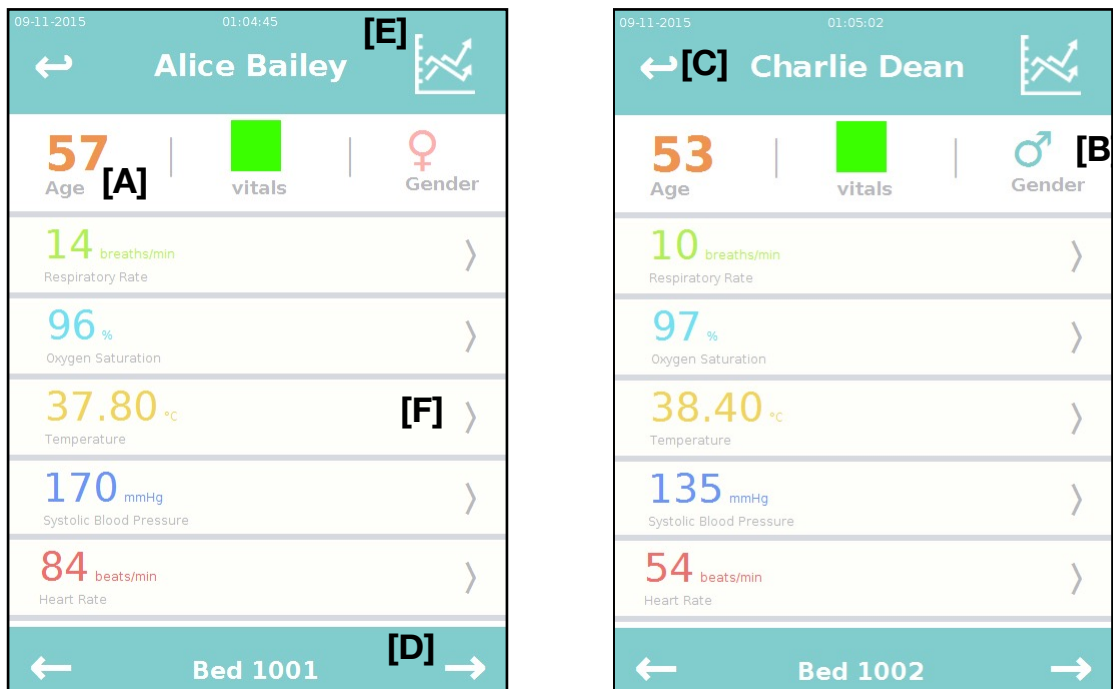 09-11-2015 01:04:45
[E]
Alice Bailey
57
Age [A]
vitals
Gender
14 breaths/min
Respiratory Rate
96 %
Oxygen Saturation
37.80 °C
[F]
Temperature
170 mmHg
Systolic Blood Pressure
84 beats/min
Heart Rate
[D]
Bed 1001
09-11-2015 01:05:02
[C] Charlie Dean
53
Age
vitals
[B
Gender
10 breaths/min
Respiratory Rate
97 %
Oxygen Saturation
38.40 °C
Temperature
135 mmHg
Systolic Blood Pressure
54 beats/min
Heart Rate
Bed 1002